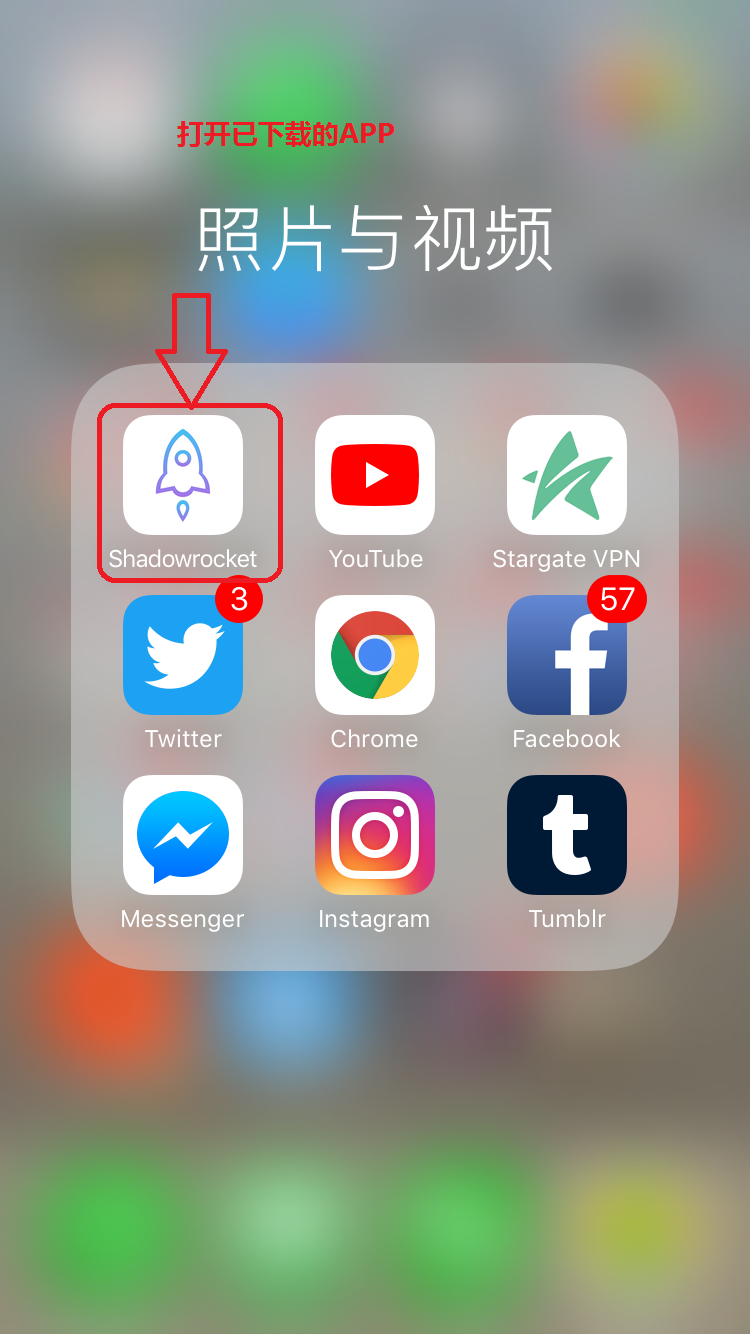 打开已下载的APP
照片与视频
Shadowrocket
YouTube
Stargate VPN
3
57
Twitter
Chrome
Facebook
Messenger
Instagram
Tumblr